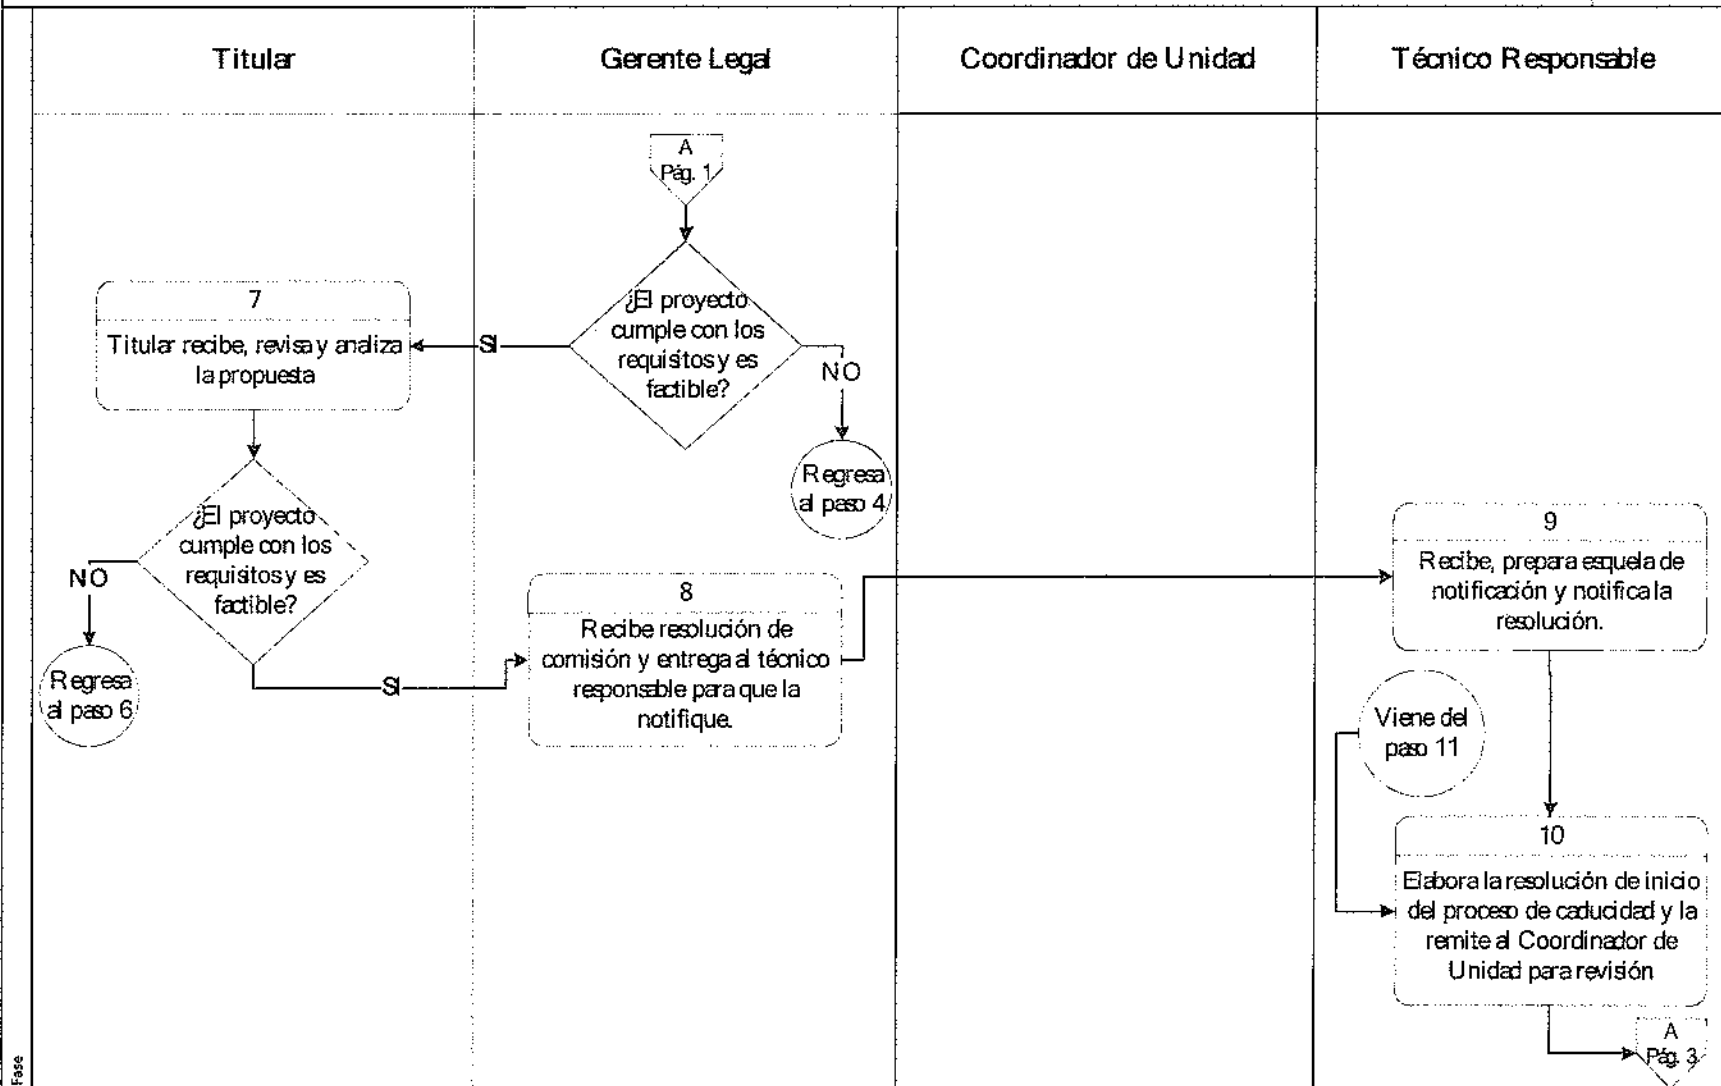 Titular
Gerente Legal
Coordinador de Unidad
Técnico Responsable
A
Pág. 1
¿El proyecto
cumple con los
requisitos y es
factible?
SI
NO
Regresa
al paso 4
7
Titular recibe, revisa y analiza
la propuesta
¿El proyecto
cumple con los
requisitos y es
factible?
NO
Regresa
al paso 6
SI
8
Recibe resolución de
comisión y entrega al técnico
responsable para que la
notifique.
9
Recibe, prepara esquela de
notificación y notifica la
resolución.
Viene del
paso 11
10
Elabora la resolución de inicio
del proceso de caducidad y la
remite al Coordinador de
Unidad para revisión
A
Pág. 3
Fase